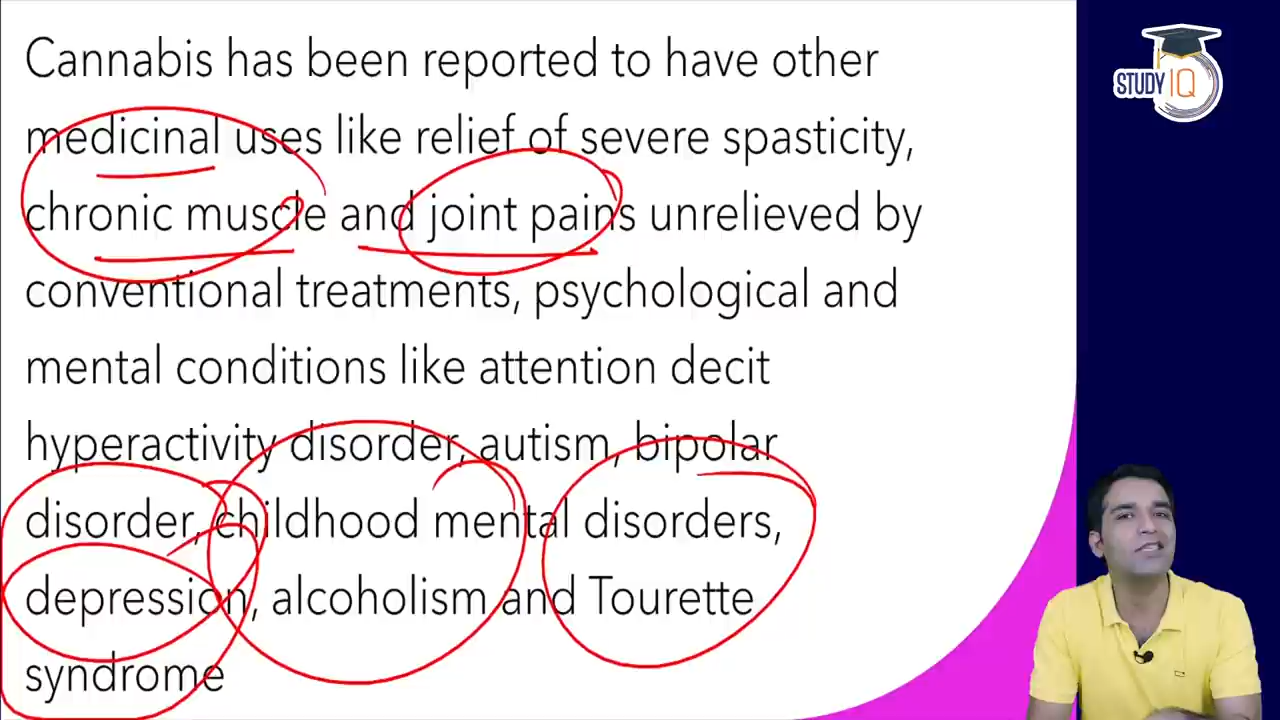 Cannabis has been reported to have other
medicinal uses like relief of severe spasticity,
chronic muscle and joint pains unrelieved by
conventional treatments, psychological and
mental conditions like attention decit
hyperactivity disorder, autism, bipolar
disorder, childhood mental disorders,
depression, alcoholism and Tourette
syndrome
STUDY IQ